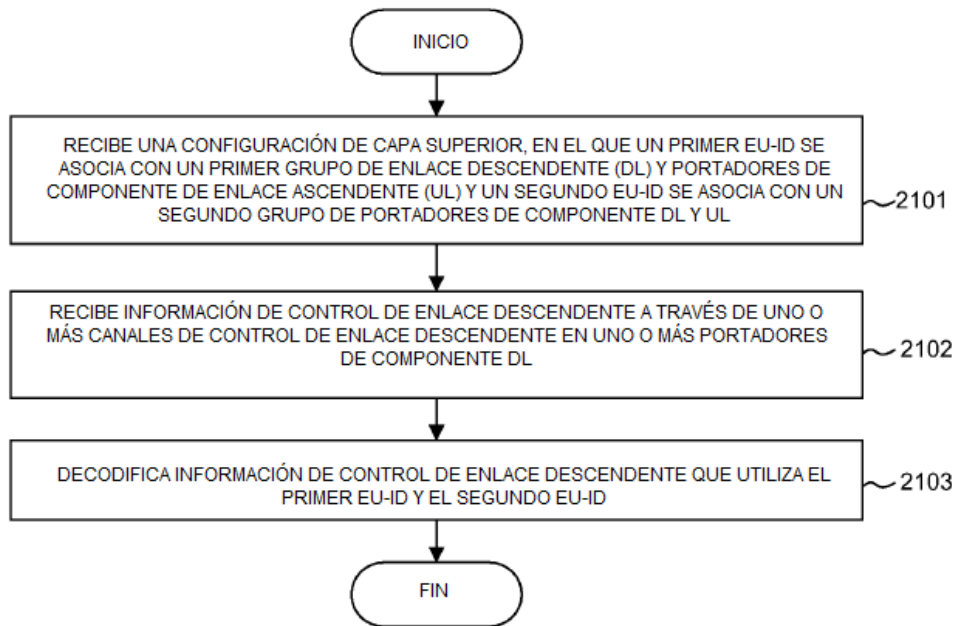 INICIO
RECIBE UNA CONFIGURACIÓN DE CAPA SUPERIOR, EN EL QUE UN PRIMER EU-ID SE
ASOCIA CON UN PRIMER GRUPO DE ENLACE DESCENDENTE (DL) Y PORTADORES DE
COMPONENTE DE ENLACE ASCENDENTE (UL) Y UN SEGUNDO EU-ID SE ASOCIA CON UN
SEGUNDO GRUPO DE PORTADORES DE COMPONENTE DL Y UL
2101
RECIBE INFORMACIÓN DE CONTROL DE ENLACE DESCENDENTE A TRAVÉS DE UNO O
MÁS CANALES DE CONTROL DE ENLACE DESCENDENTE EN UNO O MÁS PORTADORES
DE COMPONENTE DL
2102
DECODIFICA INFORMACIÓN DE CONTROL DE ENLACE DESCENDENTE QUE UTILIZA EL
PRIMER EU-ID Y EL SEGUNDO EU-ID
2103
FIN